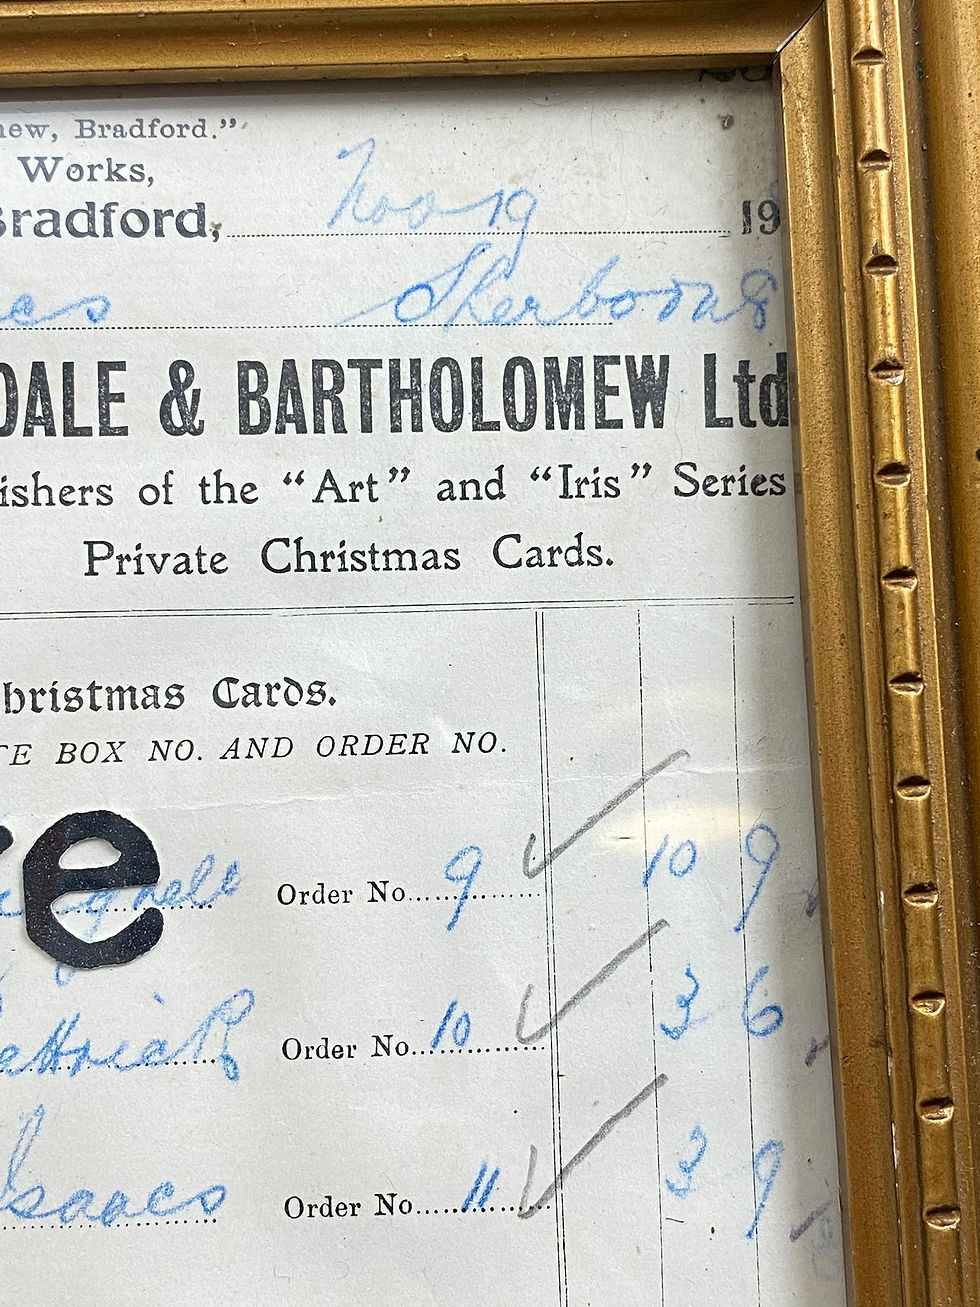 new, Bradford."
Works,
Bradford, Nov 19 19
Sherborne
DALE & BARTHOLOMEW Ltd
ishers of the "Art" and "Iris" Series
Private Christmas Cards.
hristmas Cards.
TE BOX NO. AND ORDER NO.
e
Order No. 9 10 9
Order No. 10 3 6
Isaacs Order No. 11 3 9